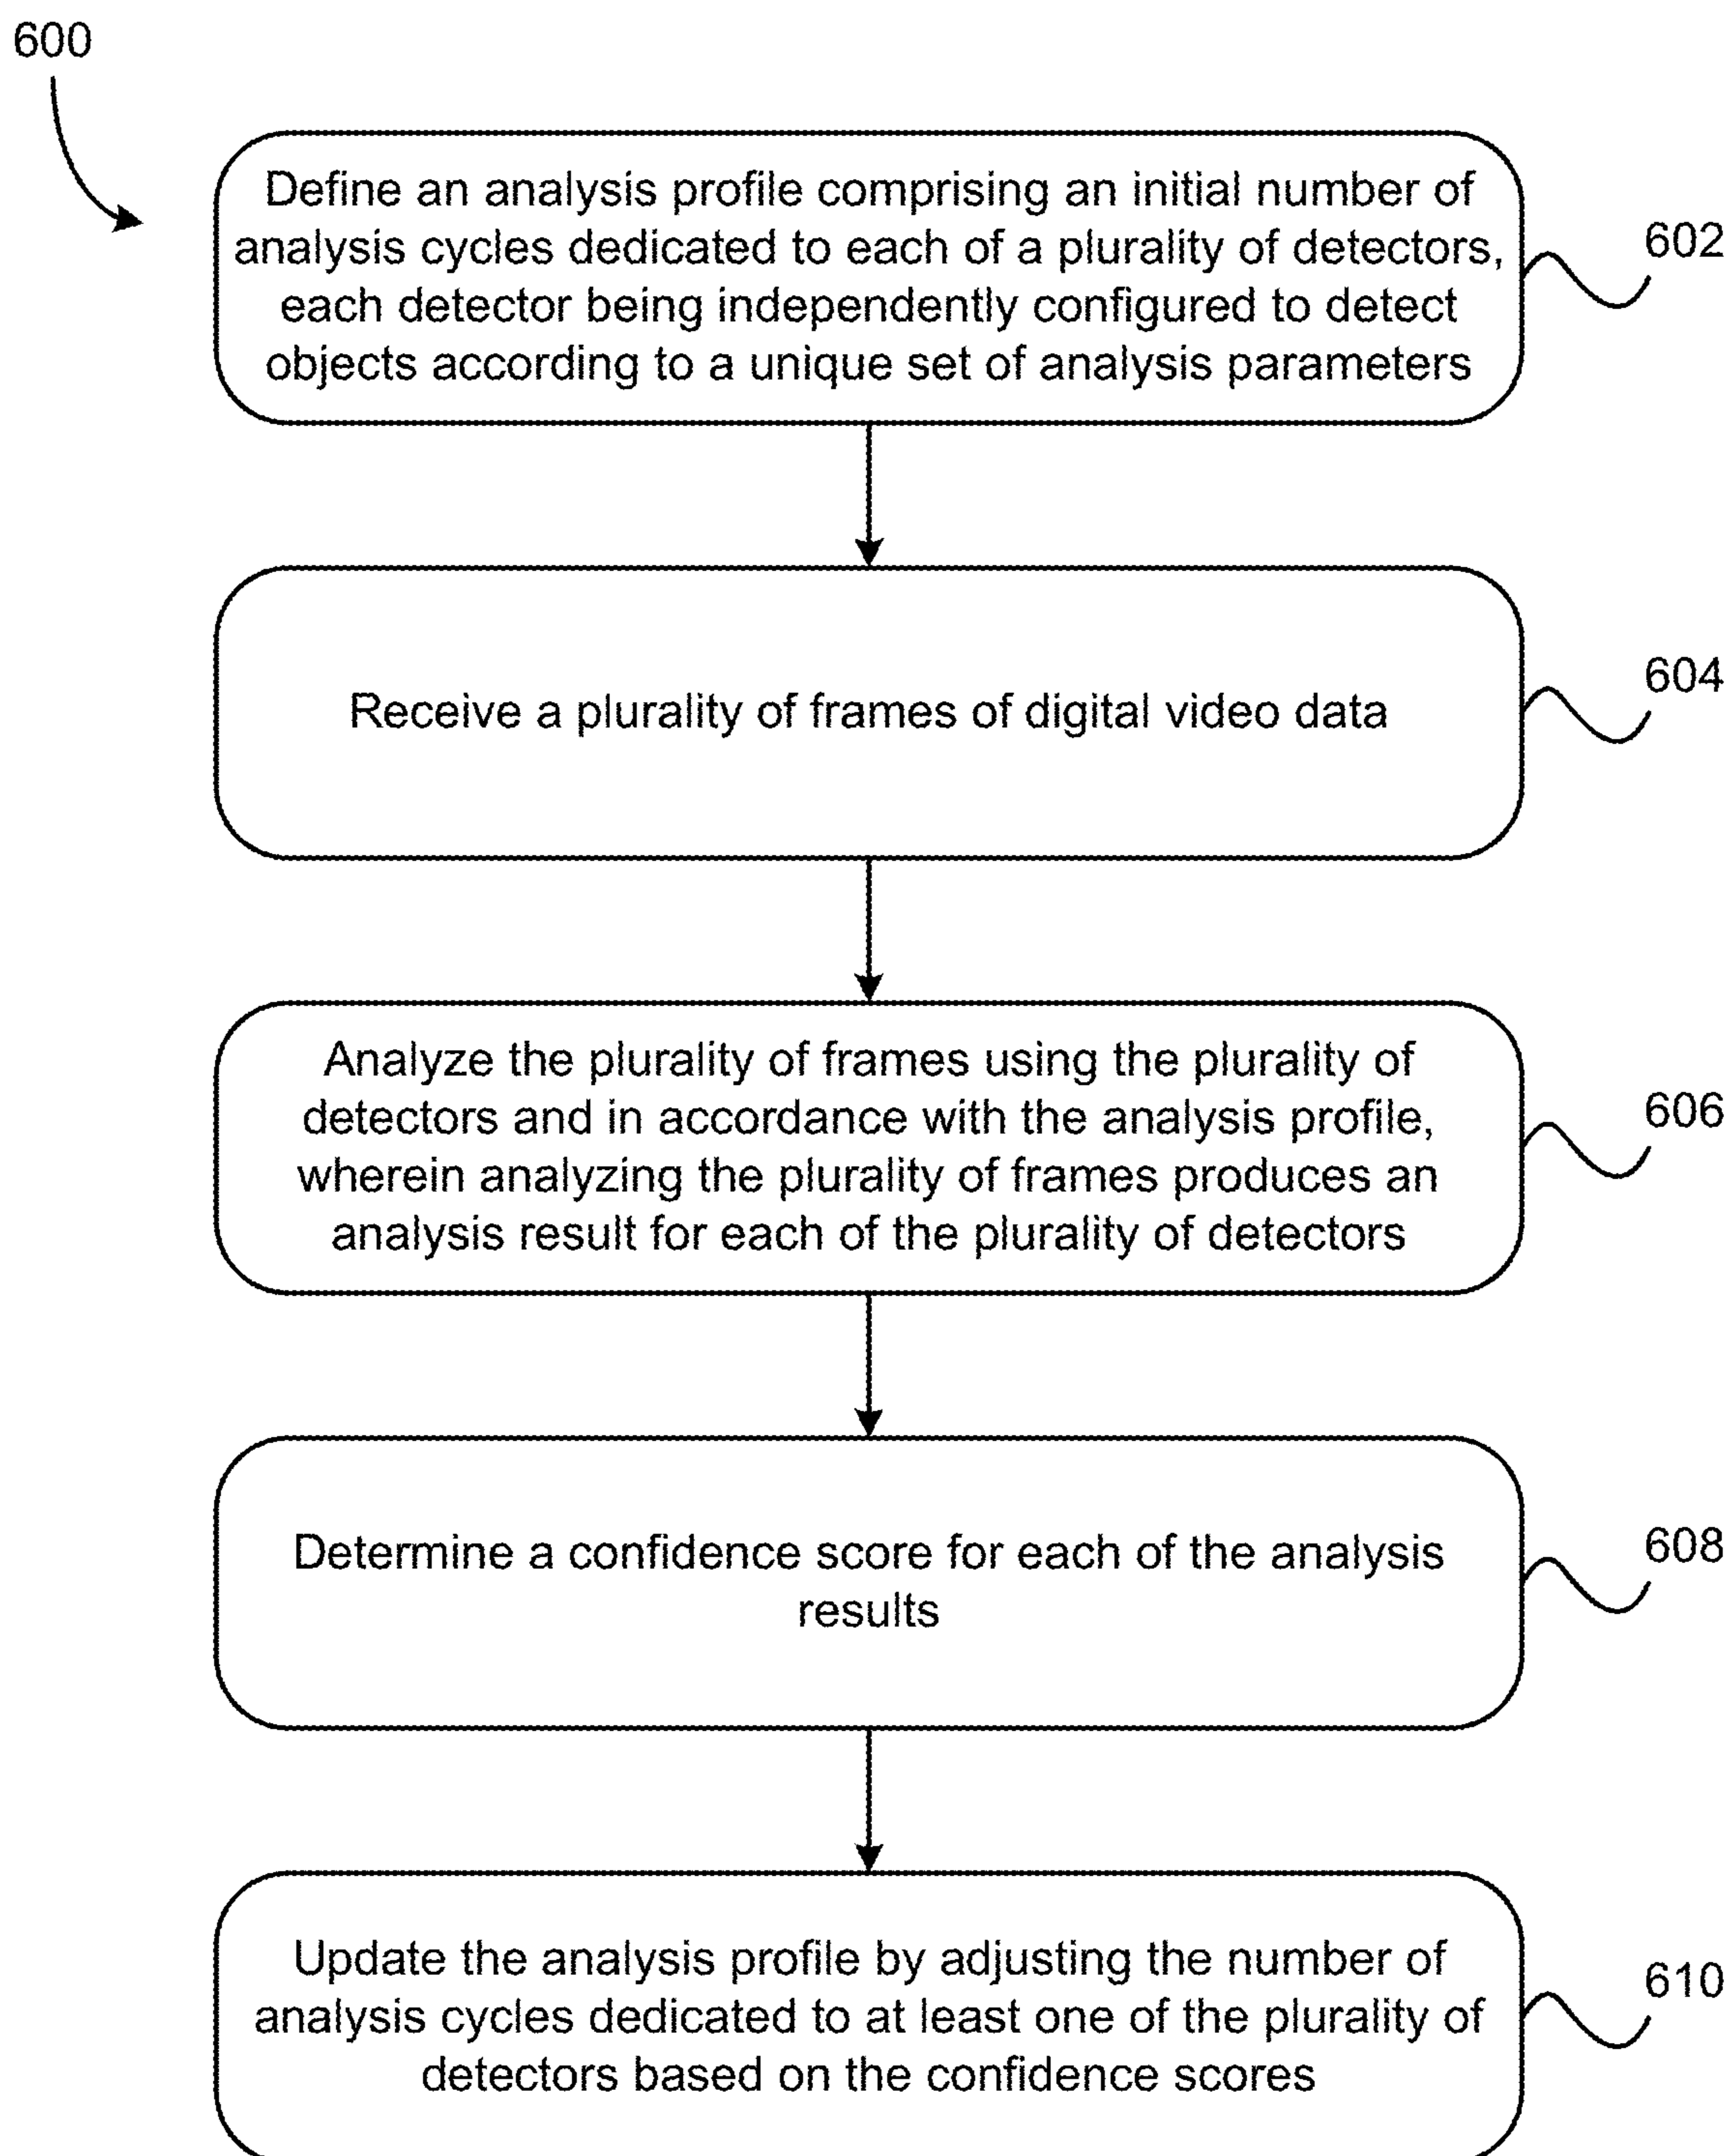 600
Define an analysis profile comprising an initial number of
analysis cycles dedicated to each of a plurality of detectors,
each detector being independently configured to detect
objects according to a unique set of analysis parameters
602
Receive a plurality of frames of digital video data
604
Analyze the plurality of frames using the plurality of
detectors and in accordance with the analysis profile,
wherein analyzing the plurality of frames produces an
analysis result for each of the plurality of detectors
606
Determine a confidence score for each of the analysis
results
608
Update the analysis profile by adjusting the number of
analysis cycles dedicated to at least one of the plurality of
detectors based on the confidence scores
610